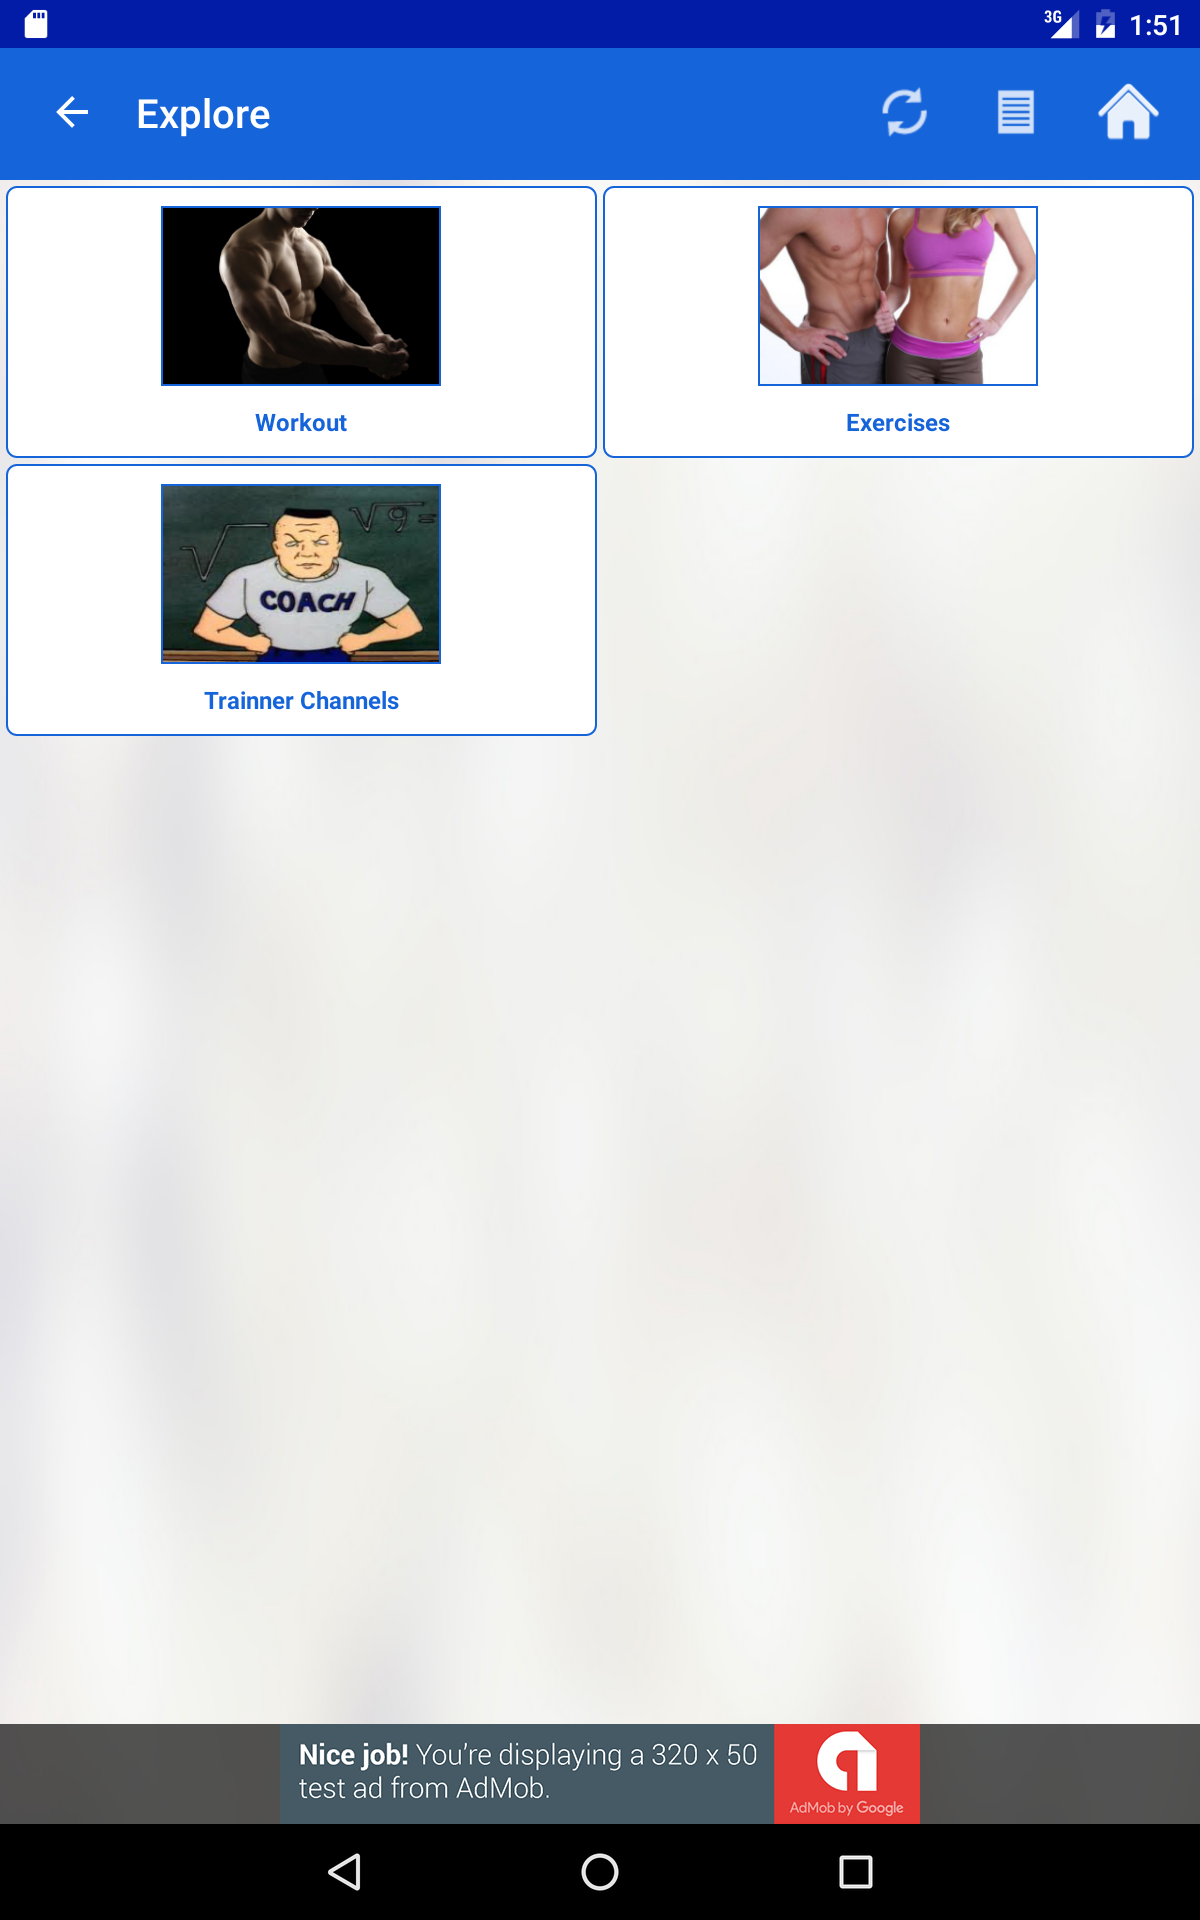 3G 1:51
Explore
Workout
Exercises
√ √9=
COACH
Trainner Channels
Nice job! You're displaying a 320 x 50
test ad from AdMob.
AdMob by Google